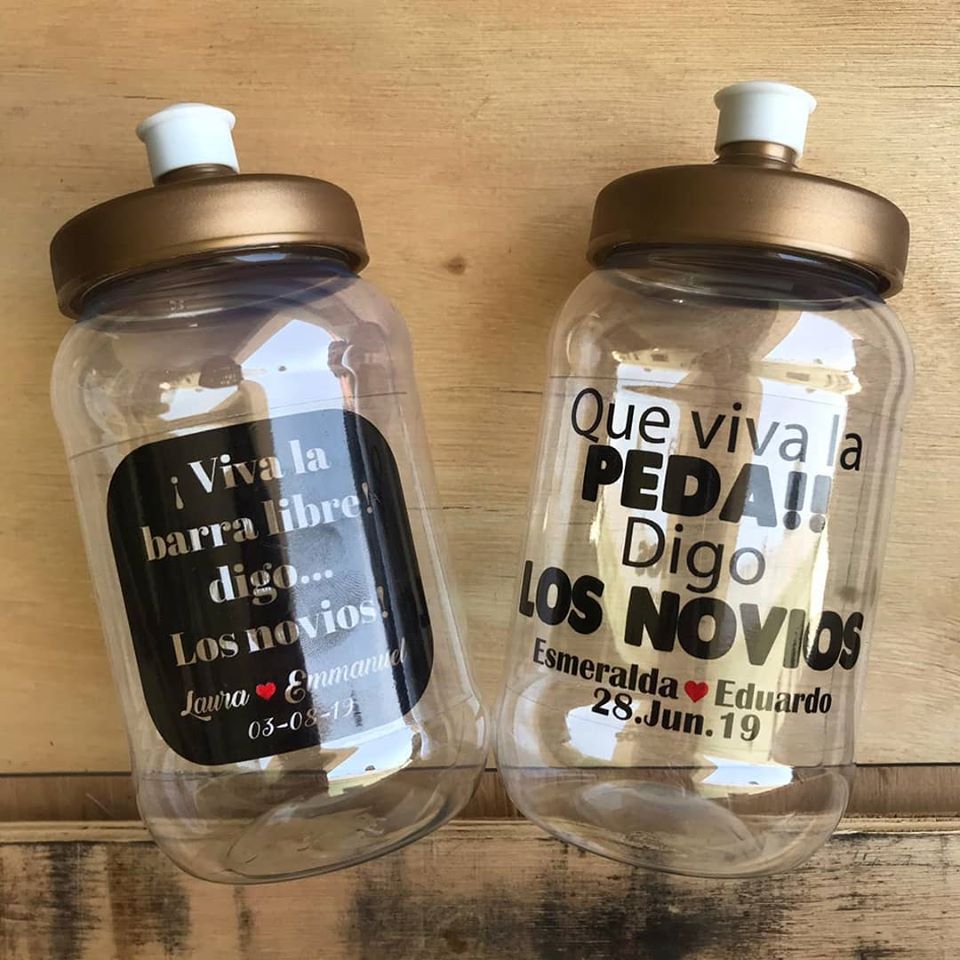 ¡Viva la
barra libre!
digo...
Los novios!
Laura ❤ Emmanuel
03-08-19
Que viva la
PEDA!!
Digo
LOS NOVIOS
Esmeralda ❤ Eduardo
28.Jun.19